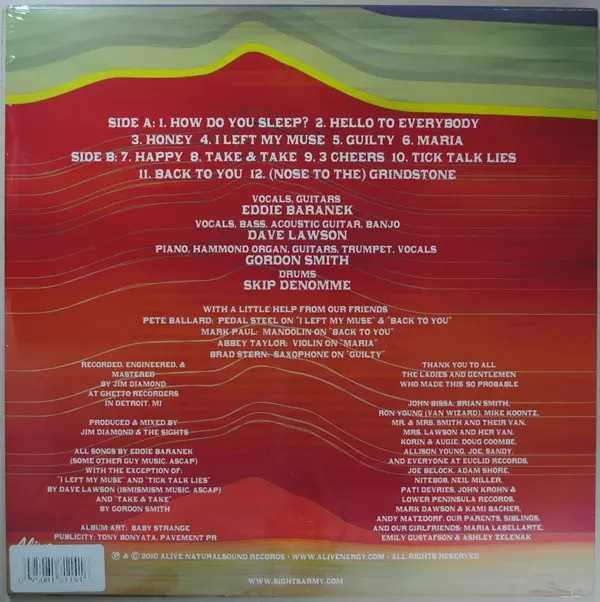 SIDE A: 1. HOW DO YOU SLEEP? 2. HELLO TO EVERYBODY
3. HONEY 4. I LEFT MY MUSE 5. GUILTY 6. MARIA
SIDE B: 7. HAPPY 8. TAKE & TAKE 9. 3 CHEERS 10. TICK TALK LIES
11. BACK TO YOU 12. (NOSE TO THE) GRINDSTONE
VOCALS, GUITARS
EDDIE BARANEK
VOCALS, BASS, ACOUSTIC GUITAR, BANJO
DAVE LAWSON
PIANO, HAMMOND ORGAN, GUITARS, TRUMPET, VOCALS
GORDON SMITH
DRUMS
SKIP DENOMME
WITH A LITTLE HELP FROM OUR FRIENDS
PETE BALLARD: PEDAL STEEL ON "I LEFT MY MUSE" & "BACK TO YOU"
MARK PAUL: MANDOLIN ON "BACK TO YOU"
ABBEY TAYLOR: VIOLIN ON "MARIA"
BRAD STERN: SAXOPHONE ON "GUILTY"
RECORDED, ENGINEERED, &
MASTERED
BY JIM DIAMOND
AT GHETTO RECORDERS
IN DETROIT, MI
PRODUCED & MIXED BY
JIM DIAMOND & THE SIGHTS
ALL SONGS BY EDDIE BARANEK
(SOME OTHER GUY MUSIC, ASCAP)
WITH THE EXCEPTION OF:
"I LEFT MY MUSE" AND "TICK TALK LIES"
BY DAVE LAWSON (ISMISMISM MUSIC, ASCAP)
AND "TAKE & TAKE"
BY GORDON SMITH
ALBUM ART: BABY STRANGE
PUBLICITY: TONY BONYATA, PAVEMENT PR
THANK YOU TO ALL
THE LADIES AND GENTLEMEN
WHO MADE THIS SO PROBABLE
JOHN BISSA, BRIAN SMITH,
RON YOUNG (VAN WIZARD), MIKE KOONTZ,
MR. & MRS. SMITH AND THEIR VAN,
MRS. LAWSON AND HER VAN,
KORIN & AUGIE, DOUG COOMBE,
ALLISON YOUNG, JOE SANDY,
AND EVERYONE AT EUCLID RECORDS,
JOE BELOCK, ADAM SHORE,
NITEBOB, NEIL MILLER,
PATI DEVRIES, JOHN KROHN &
LOWER PENINSULA RECORDS,
MARK DAWSON & KAMI BACHER,
ANDY MATZDORF, OUR PARENTS, SIBLINGS,
AND OUR GIRLFRIENDS: MARIA LABELLARTE,
EMILY GUSTAFSON & ASHLEY ZELENAK
Alive
℗ & © 2010 ALIVE NATURALSOUND RECORDS - WWW.ALIVENERGY.COM - ALL RIGHTS RESERVED
WWW.SIGHTSARMY.COM